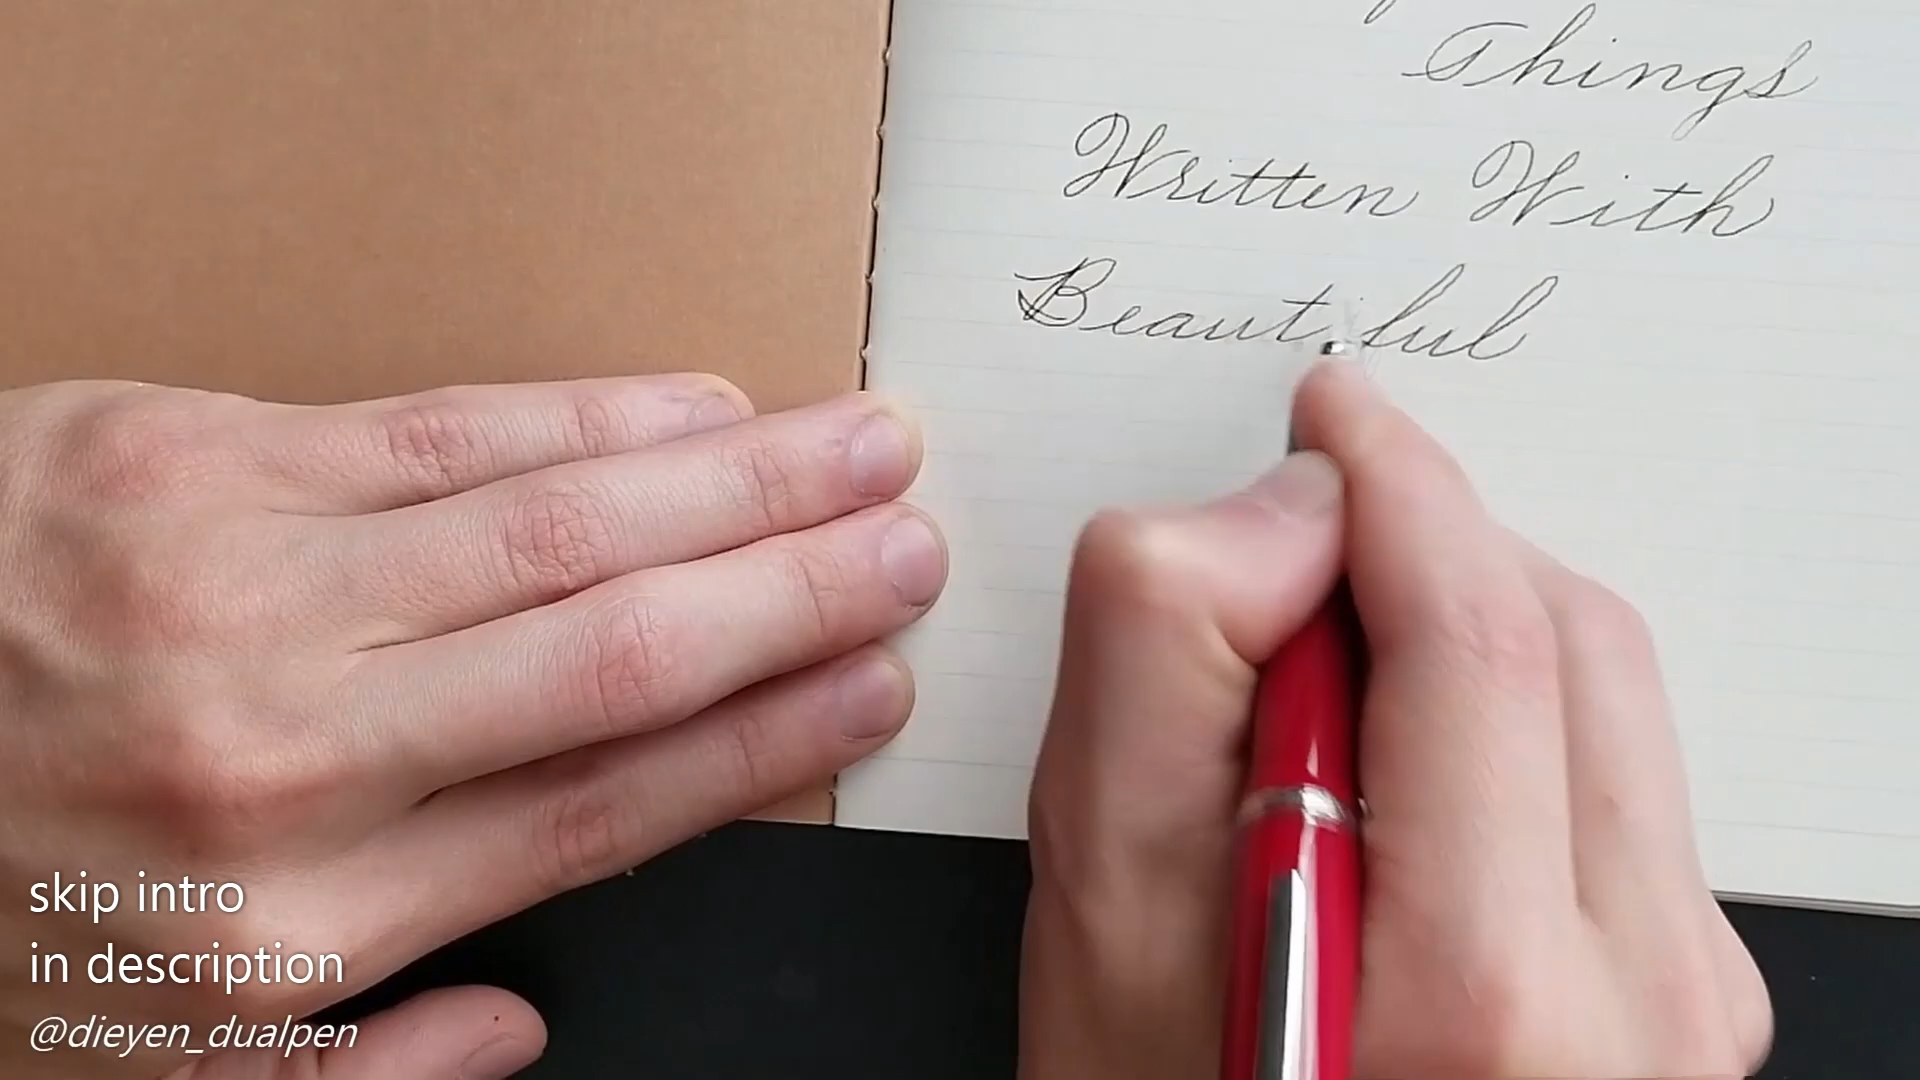 Things
Written With
Beautiful
skip intro
in description
@dieyen_dualpen